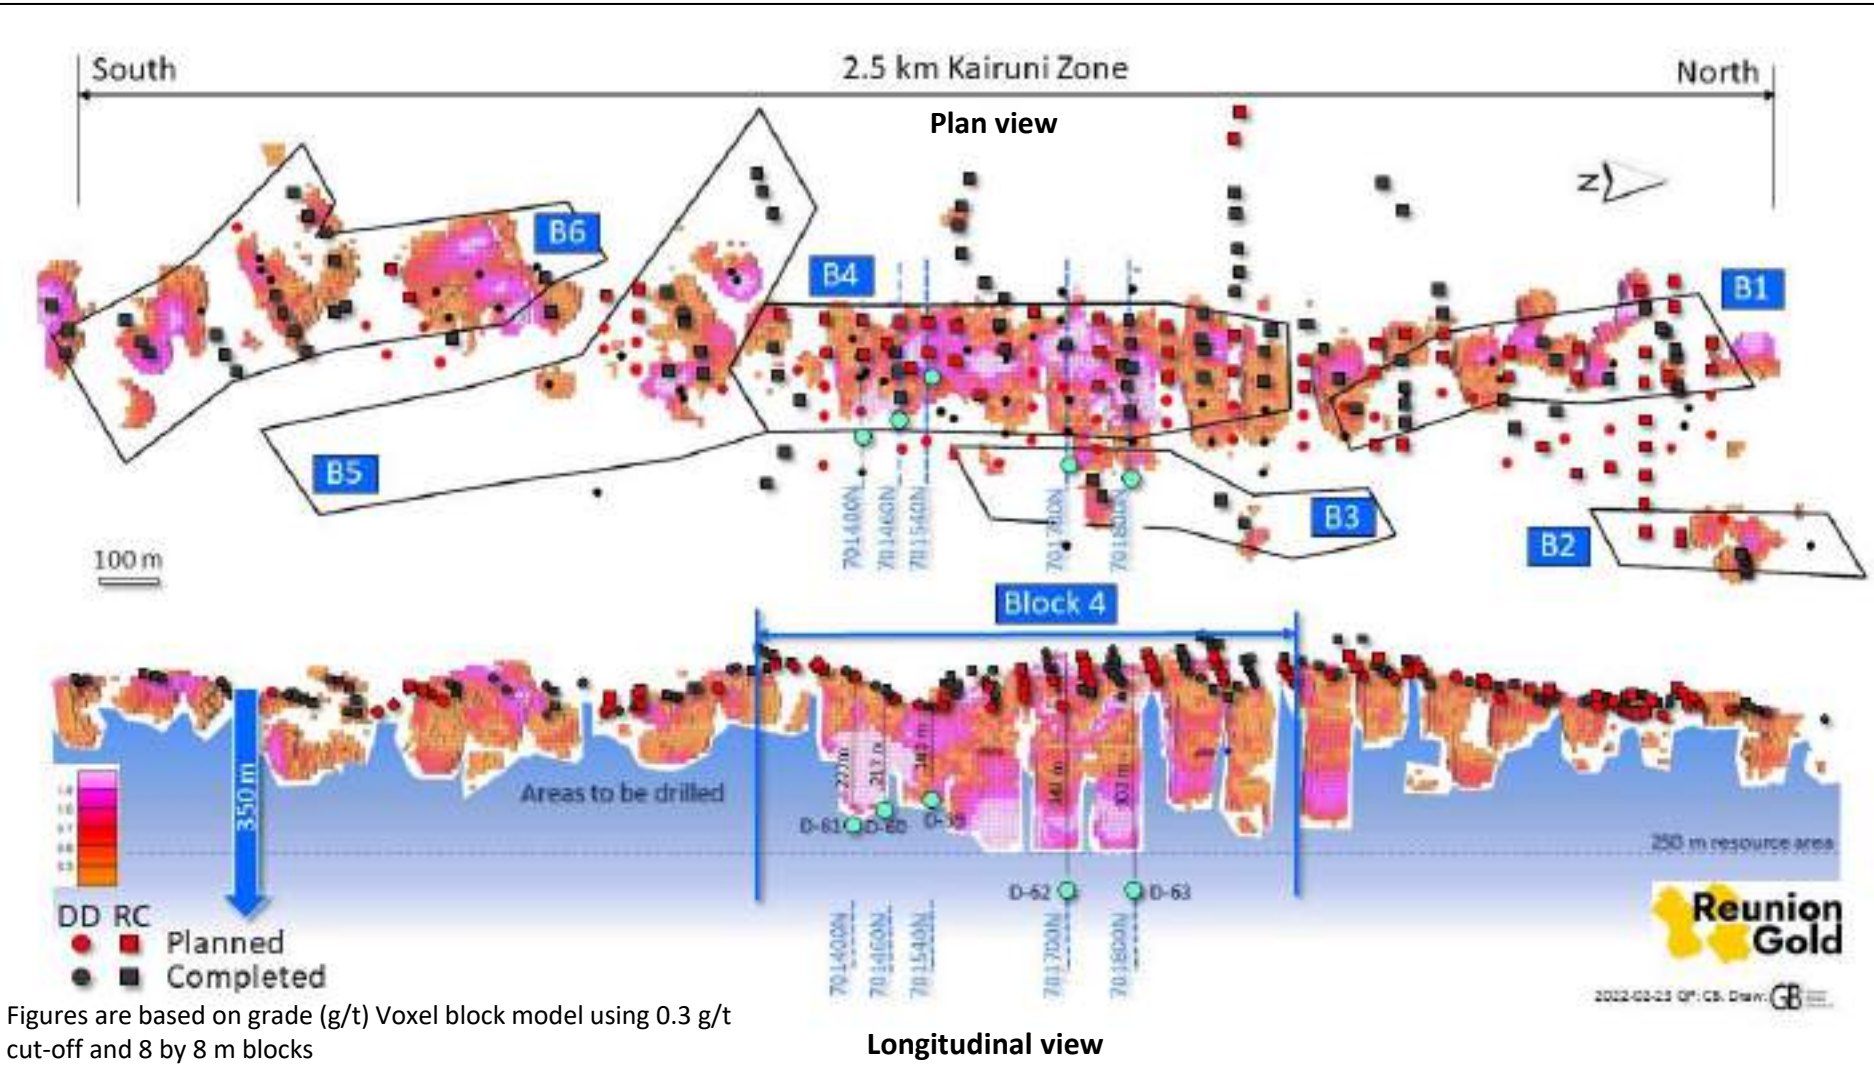 South
2.5 km Kairuni Zone
North
Plan view
N
B6
B4
B1
B5
B3
B2
701400N
701460N
701540N
701700N
701800N
100 m
Block 4
350 m
Areas to be drilled
227 m
217 m
D-61
D-60
250 m resource area
D-62
D-63
DD RC
Planned
Completed
701400N
701460N
701540N
701700N
701800N
Reunion
Gold
GB
Figures are based on grade (g/t) Voxel block model using 0.3 g/t
cut-off and 8 by 8 m blocks
Longitudinal view